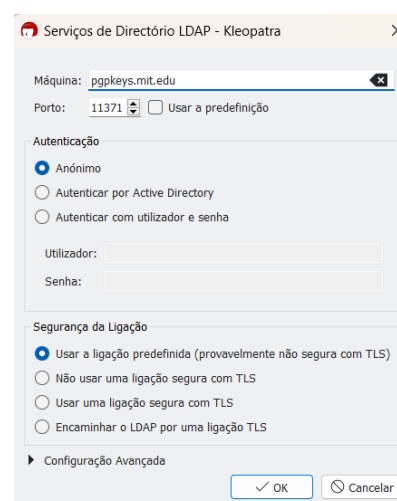 Serviços de Directório LDAP - Kleopatra
Máquina: pgpkeys.mit.edu
Porto: 11371 Usar a predefinição
Autenticação
Anónimo
Autenticar por Active Directory
Autenticar com utilizador e senha
Utilizador:
Senha:
Segurança da Ligação
Usar a ligação predefinida (provavelmente não segura com TLS)
Não usar uma ligação segura com TLS
Usar uma ligação segura com TLS
Encaminhar o LDAP por uma ligação TLS
Configuração Avançada
OK Cancelar